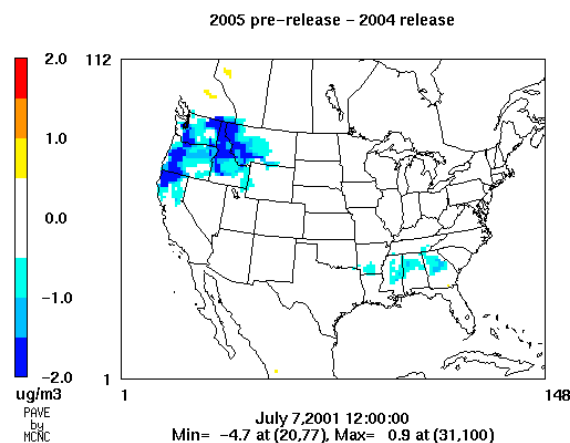 2005 pre-release - 2004 release
2.0
1.0
0.0
-1.0
-2.0
ug/m3
PAVE
by
MCNC
112
1
1
148
July 7,2001 12:00:00
Min= -4.7 at (20,77), Max= 0.9 at (31,100)